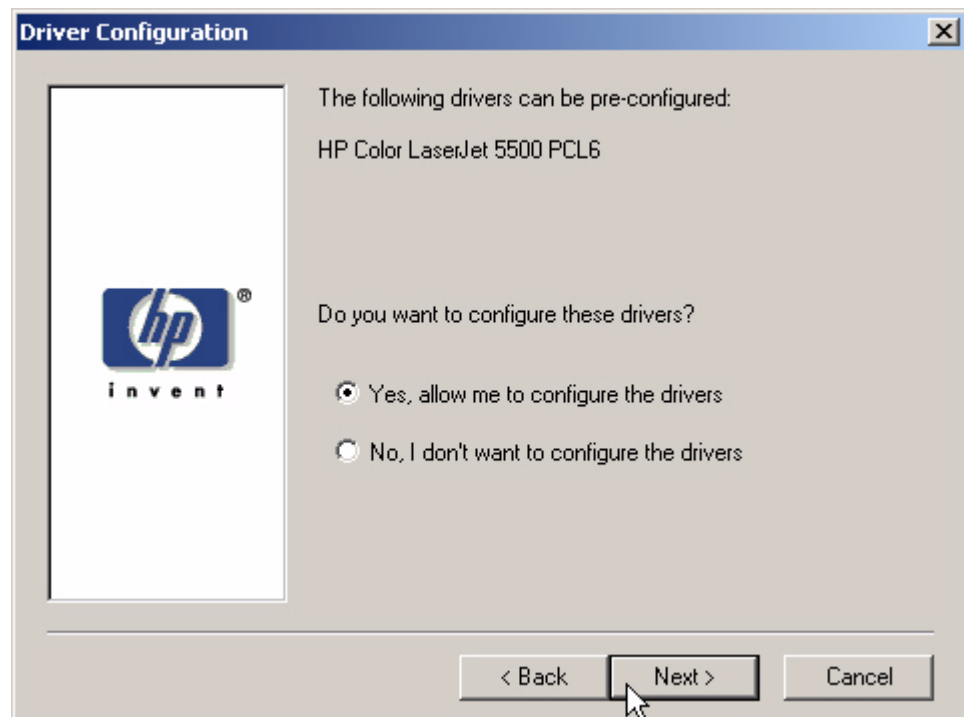 Driver Configuration
The following drivers can be pre-configured:
HP Color LaserJet 5500 PCL6
hp ®
invent
Do you want to configure these drivers?
Yes, allow me to configure the drivers
No, I don't want to configure the drivers
< Back Next > Cancel